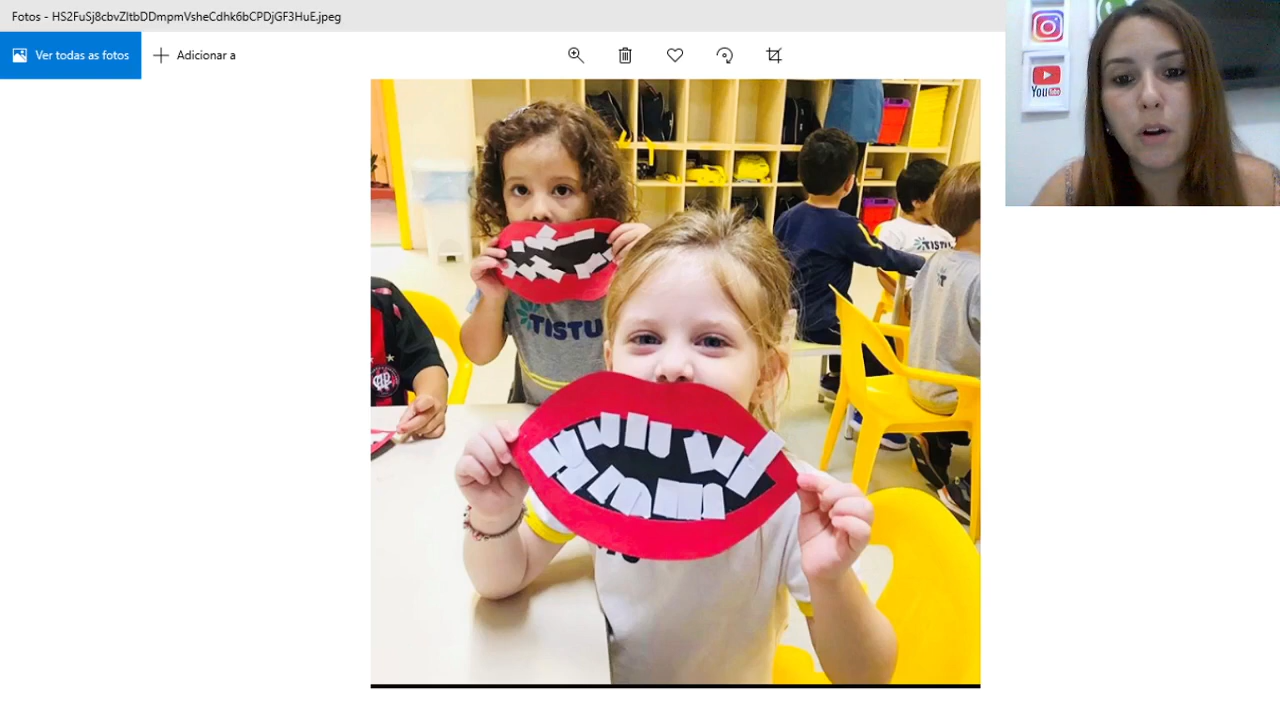 Fotos - HS2FuSj8cbvZltbDDmpmVsheCdhk6bCPDjGF3HuE.jpeg
Ver todas as fotos
Adicionar a
YouTube
TISTU
TISTU